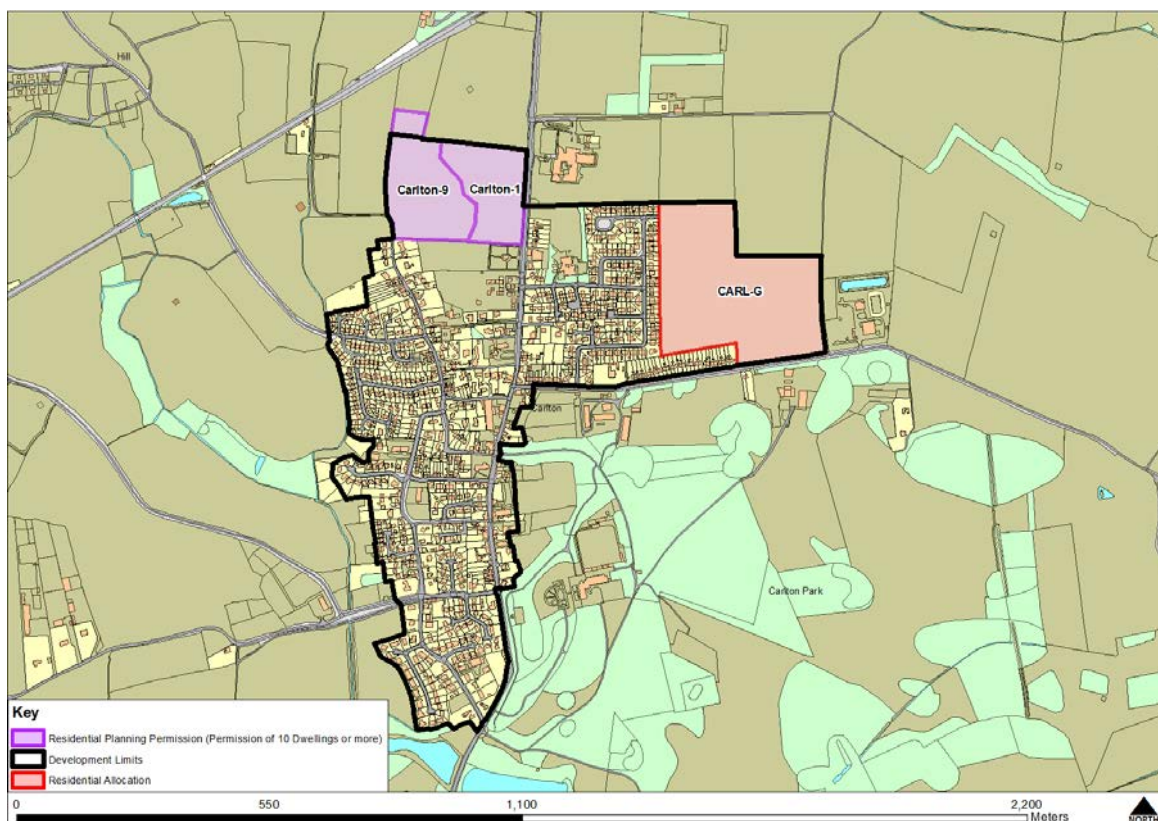 Hill
Carlton-9
Carlton-1
CARL-G
Carlton
Carlton Park
Key
Residential Planning Permission (Permission of 10 Dwellings or more)
Development Limits
Residential Allocation
0 550 1,100 2,200
Meters
NORTH